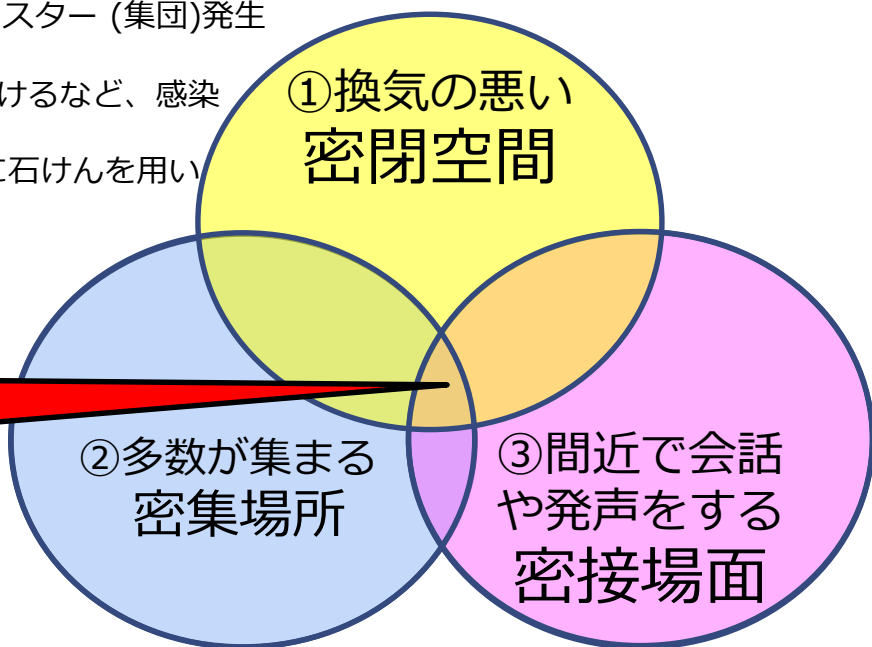 スター (集団)発生
けるなど、感染
に石けんを用い
①換気の悪い
密閉空間
②多数が集まる
密集場所
③間近で会話
や発声をする
密接場面